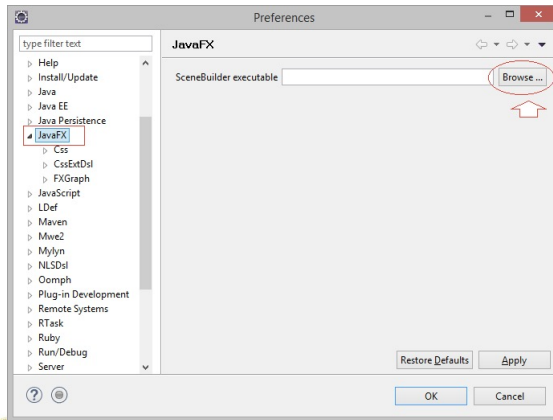 Preferences
type filter text
JavaFX
Help
Install/Update
Java
Java EE
Java Persistence
JavaFX
Css
CssExtDsl
FXGraph
JavaScript
LDef
Maven
Mwe2
Mylyn
NLSDsl
Oomph
Plug-in Development
Remote Systems
RTask
Ruby
Run/Debug
Server
SceneBuilder executable
Browse ...
Restore Defaults
Apply
OK
Cancel